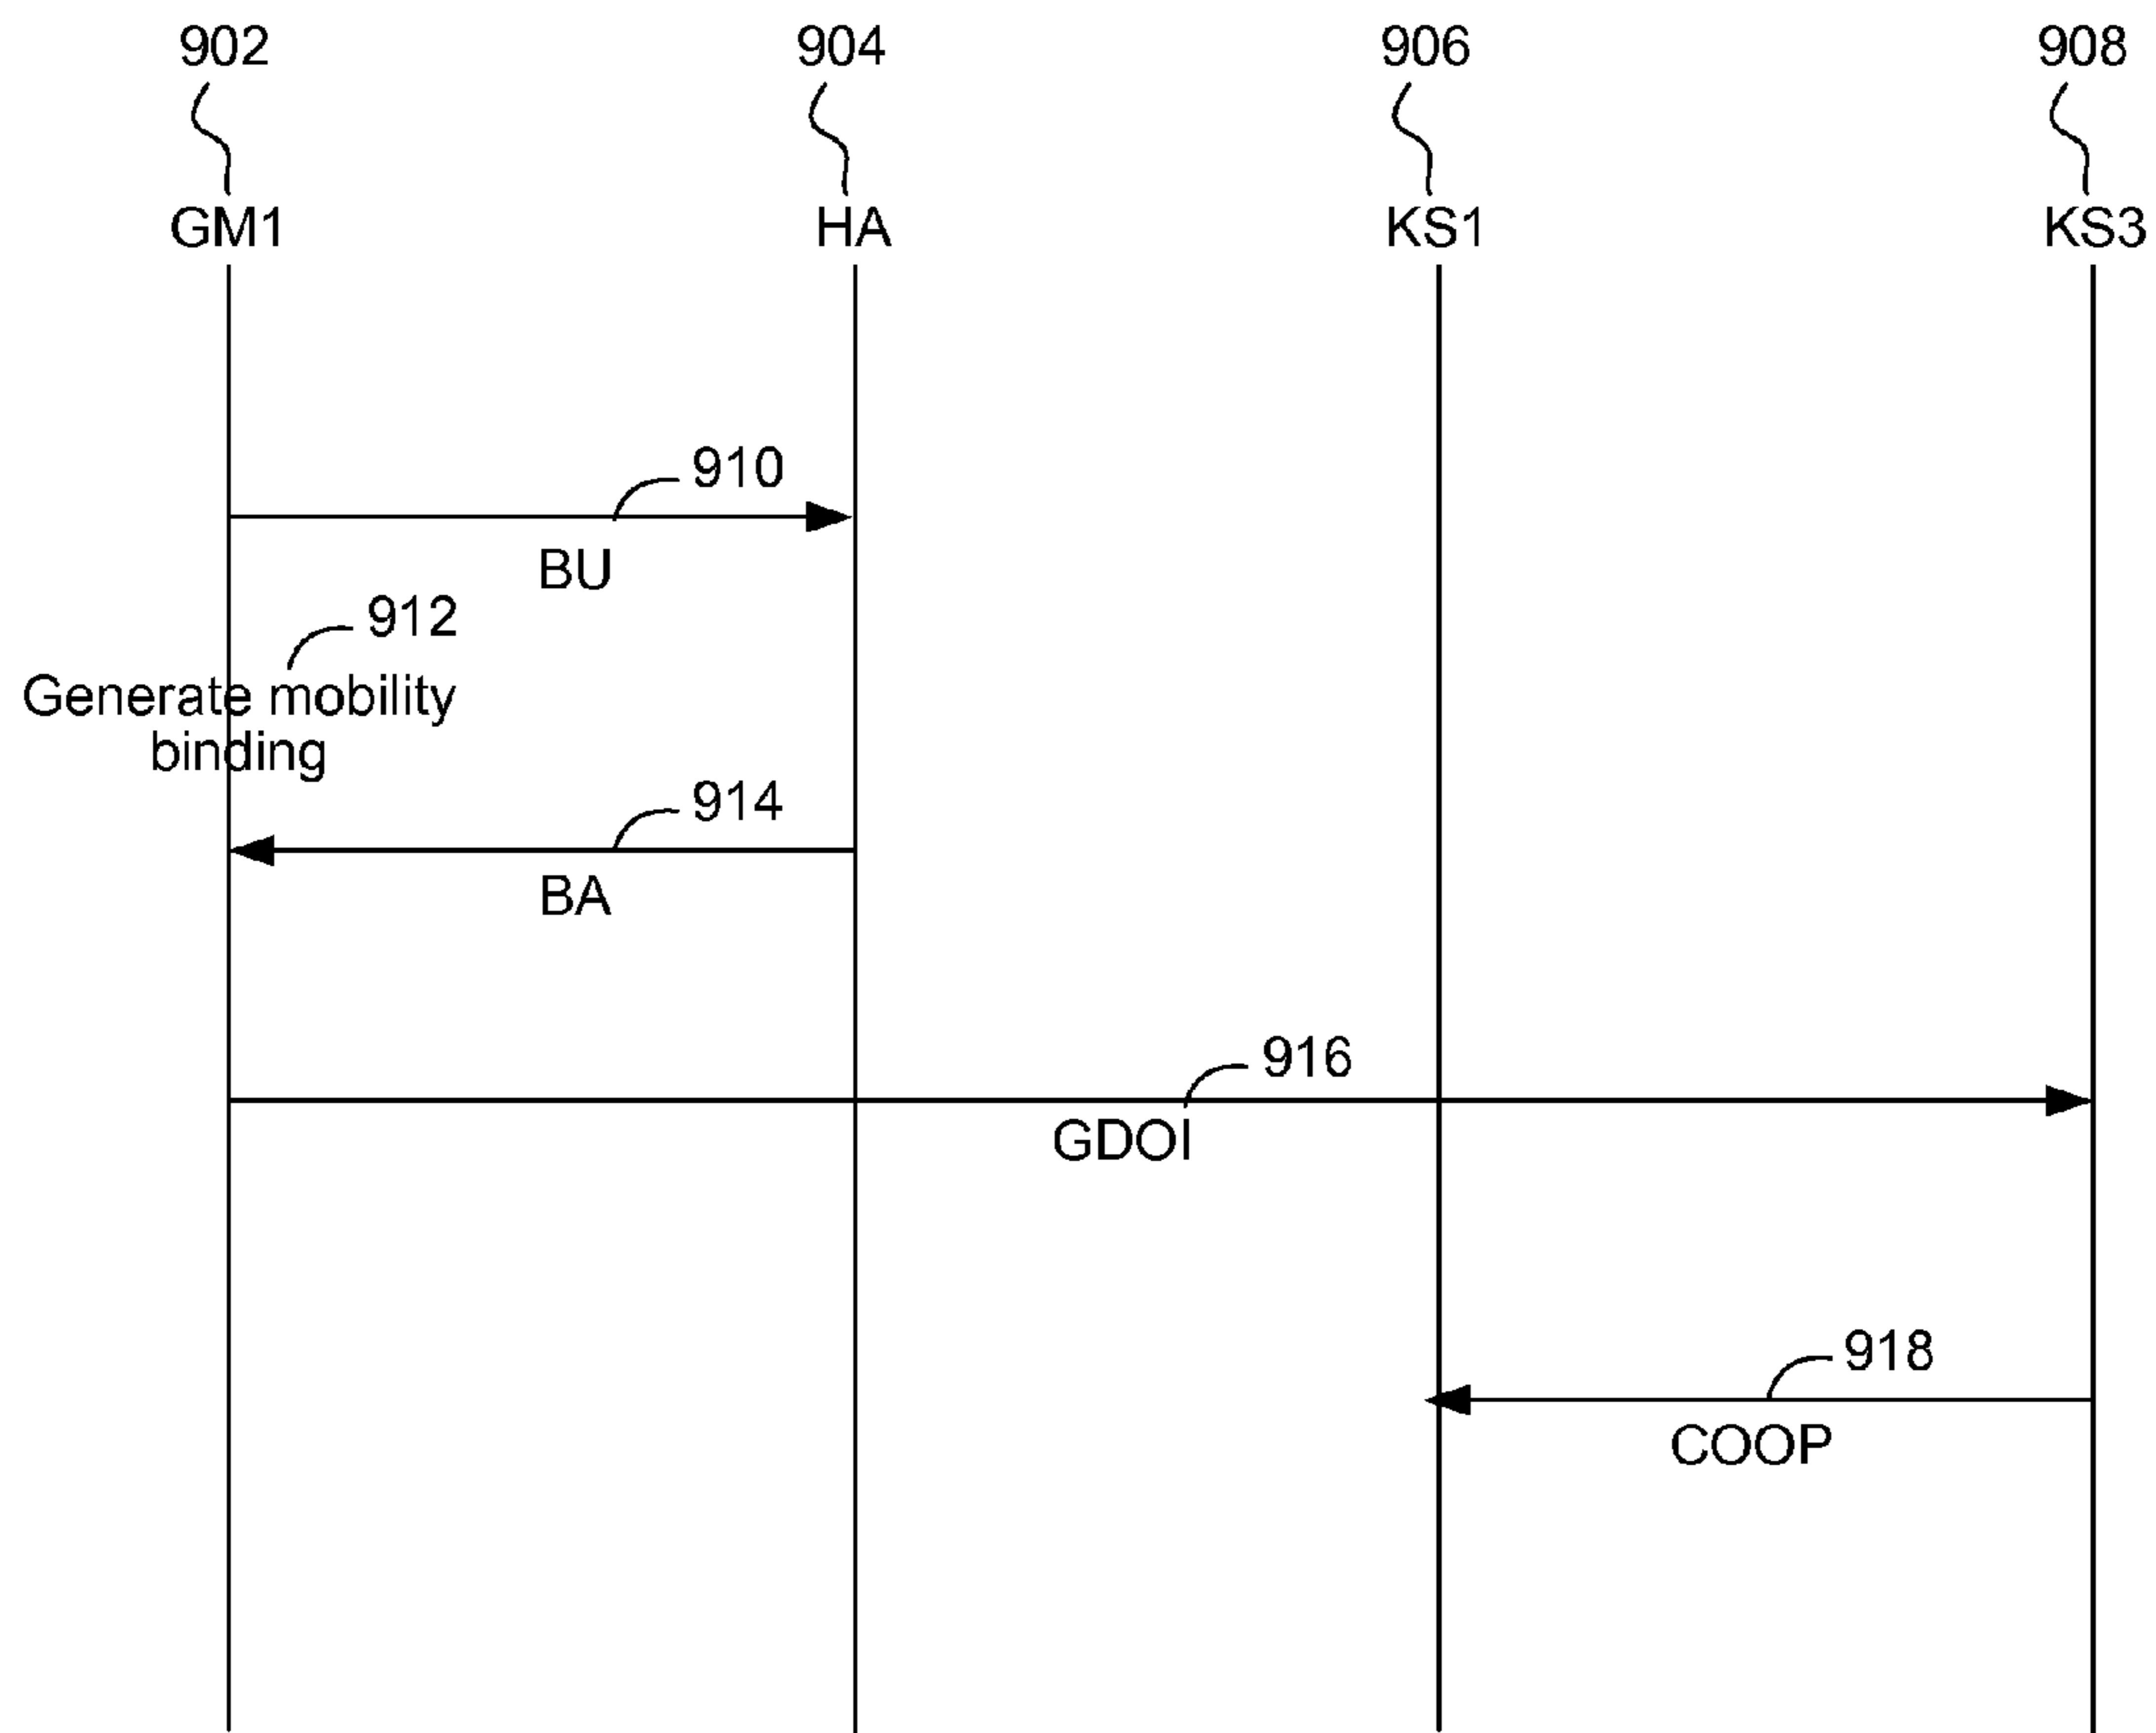 902 904 906 908
GM1 HA KS1 KS3
910
BU
912
Generate mobility
binding
914
BA
916
GDOI
918
COOP